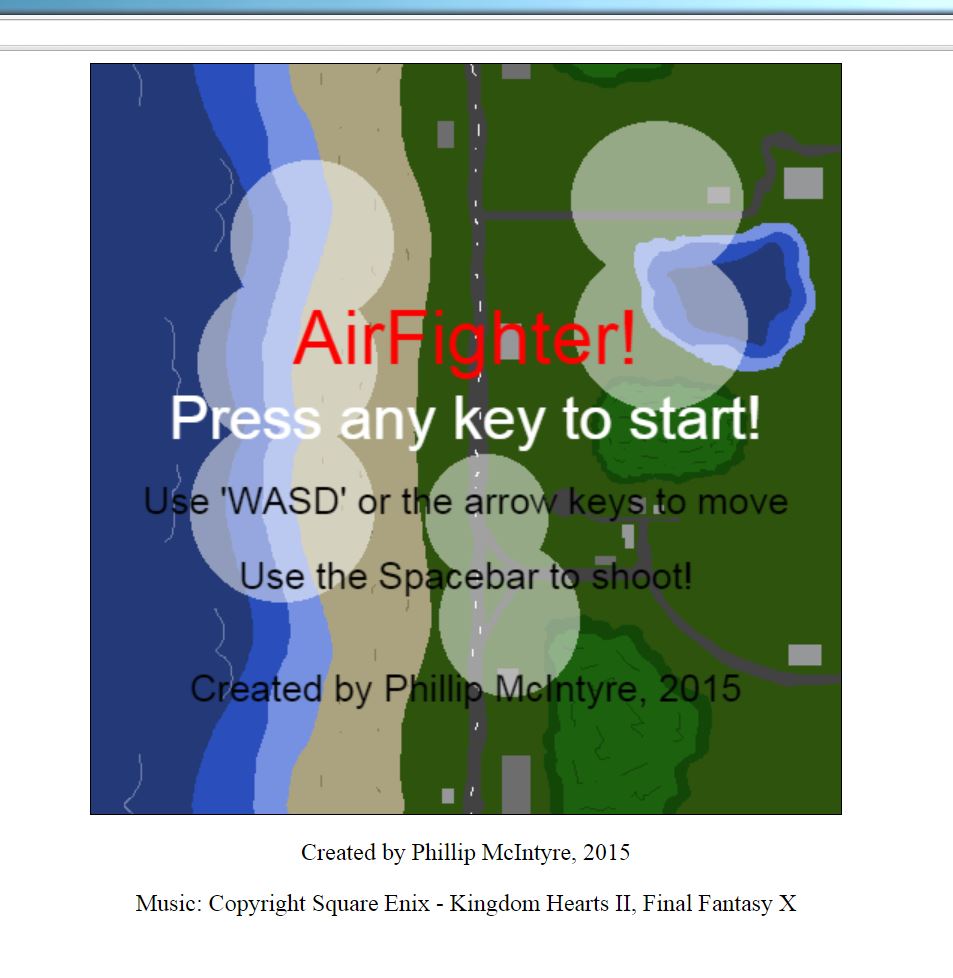 AirFighter!
Press any key to start!
Use 'WASD' or the arrow keys to move
Use the Spacebar to shoot!
Created by Phillip McIntyre, 2015
Created by Phillip McIntyre, 2015
Music: Copyright Square Enix - Kingdom Hearts II, Final Fantasy X